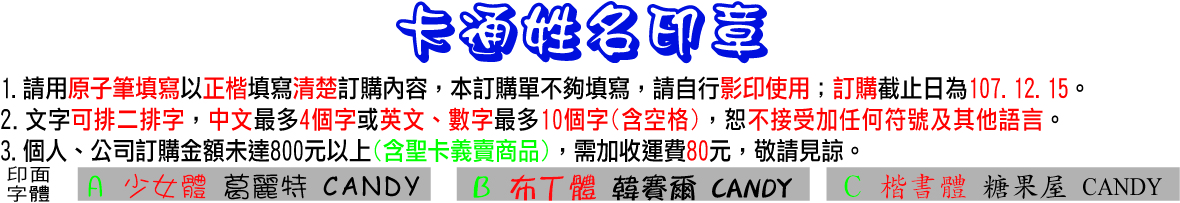 卡通姓名印章
1.請用原子筆填寫以正楷填寫清楚訂購內容，本訂購單不夠填寫，請自行影印使用；訂購截止日為107.12.15。
2.文字可排二排字，中文最多4個字或英文、數字最多10個字(含空格)，恕不接受加任何符號及其他語言。
3.個人、公司訂購金額未達800元以上(含聖卡義賣商品)，需加收運費80元，敬請見諒。
印面字體 A 少女體 葛麗特 CANDY B 布丁體 韓賽爾 CANDY C 楷書體 糖果屋 CANDY